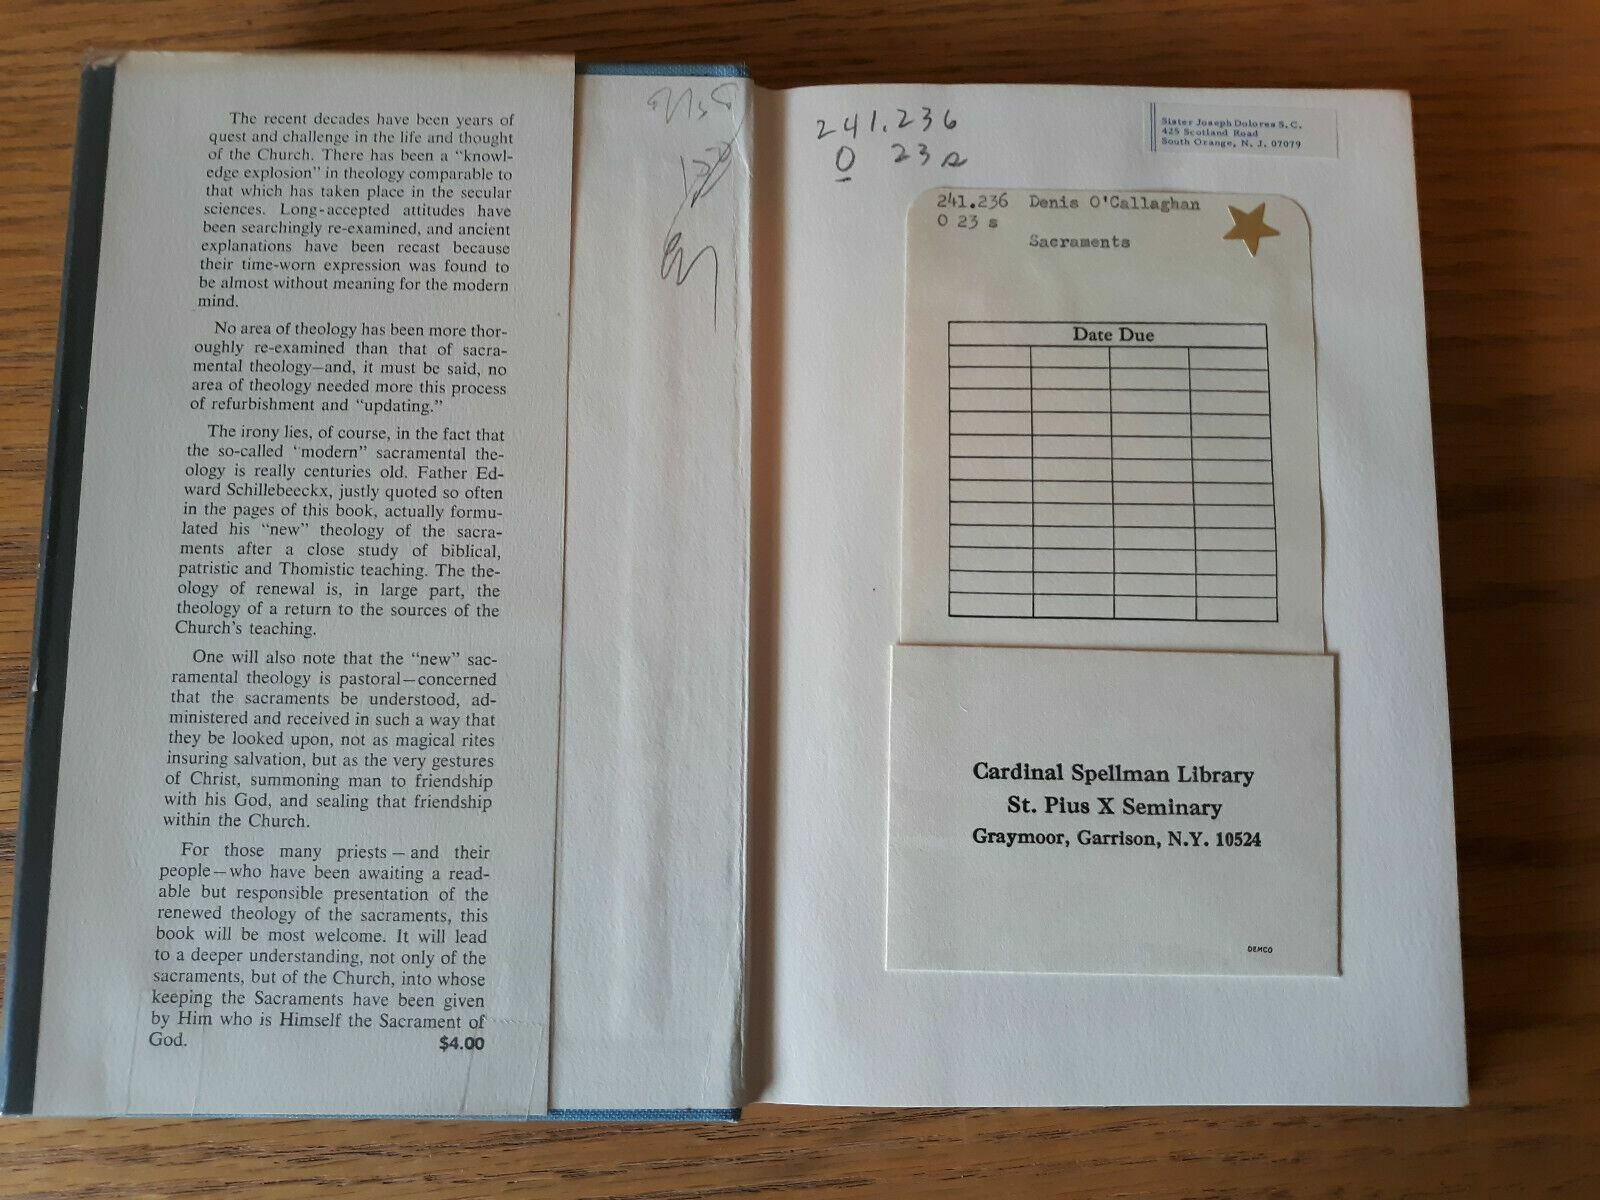 The recent decades have been years of
quest and challenge in the life and thought
of the Church. There has been a “knowl-
edge explosion” in theology comparable to
that which has taken place in the secular
sciences. Long-accepted attitudes have
been searchingly re-examined, and ancient
explanations have been recast because
their time-worn expression was found to
be almost without meaning for the modern
mind.
No area of theology has been more thor-
oughly re-examined than that of sacra-
mental theology—and, it must be said, no
area of theology needed more this process
of refurbishment and “updating.”
The irony lies, of course, in the fact that
the so-called “modern” sacramental the-
ology is really centuries old. Father Ed-
ward Schillebeeckx, justly quoted so often
in the pages of this book, actually formu-
lated his “new” theology of the sacra-
ments after a close study of biblical,
patristic and Thomistic teaching. The the-
ology of renewal is, in large part, the
theology of a return to the sources of the
Church’s teaching.
One will also note that the “new” sac-
ramental theology is pastoral—concerned
that the sacraments be understood, ad-
ministered and received in such a way that
they be looked upon, not as magical rites
insuring salvation, but as the very gestures
of Christ, summoning man to friendship
with his God, and sealing that friendship
within the Church.
For those many priests — and their
people — who have been awaiting a read-
able but responsible presentation of the
renewed theology of the sacraments, this
book will be most welcome. It will lead
to a deeper understanding, not only of the
sacraments, but of the Church, into whose
keeping the Sacraments have been given
by Him who is Himself the Sacrament of
God. $4.00
241.236
O 23 s
Sister Joseph Dolores S.C.
425 Scotland Road
South Orange, N. J. 07079
241.236 Denis O'Callaghan
O 23 s
Sacraments
Date Due
Cardinal Spellman Library
St. Pius X Seminary
Graymoor, Garrison, N.Y. 10524
DEMCO